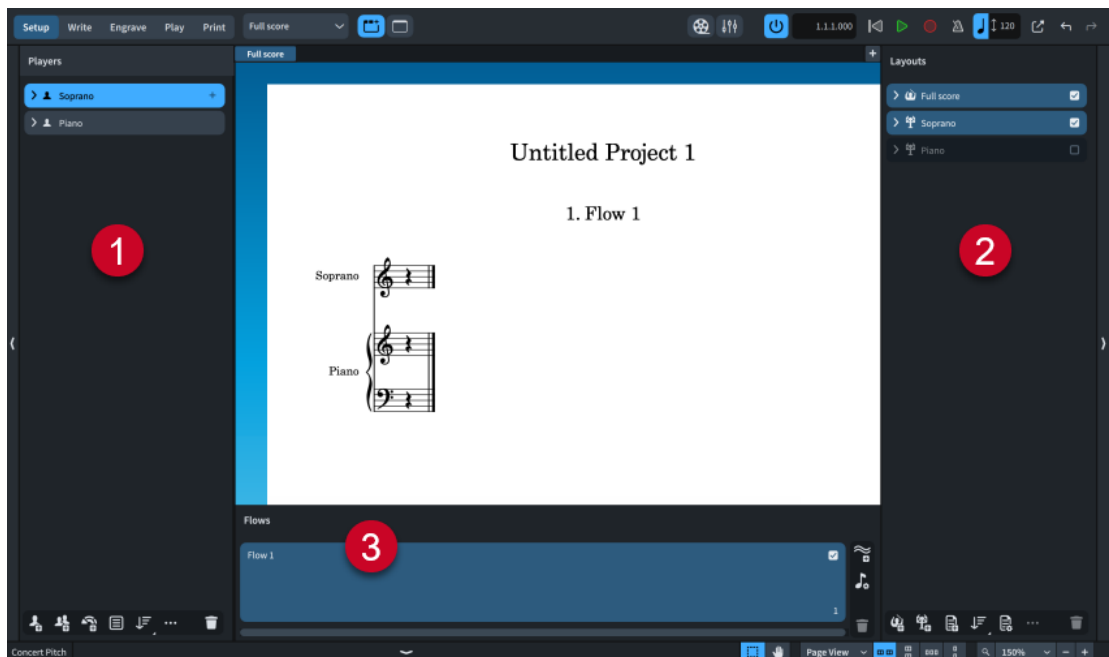 Setup Write Engrave Play Print Full score 1.1.1.000 120
Players
Full score
Layouts
Soprano
Piano
Full score
Soprano
Piano
Untitled Project 1
1. Flow 1
Soprano
Piano
1
2
Flows
3
Flow 1
1
Concert Pitch
Page View
150%